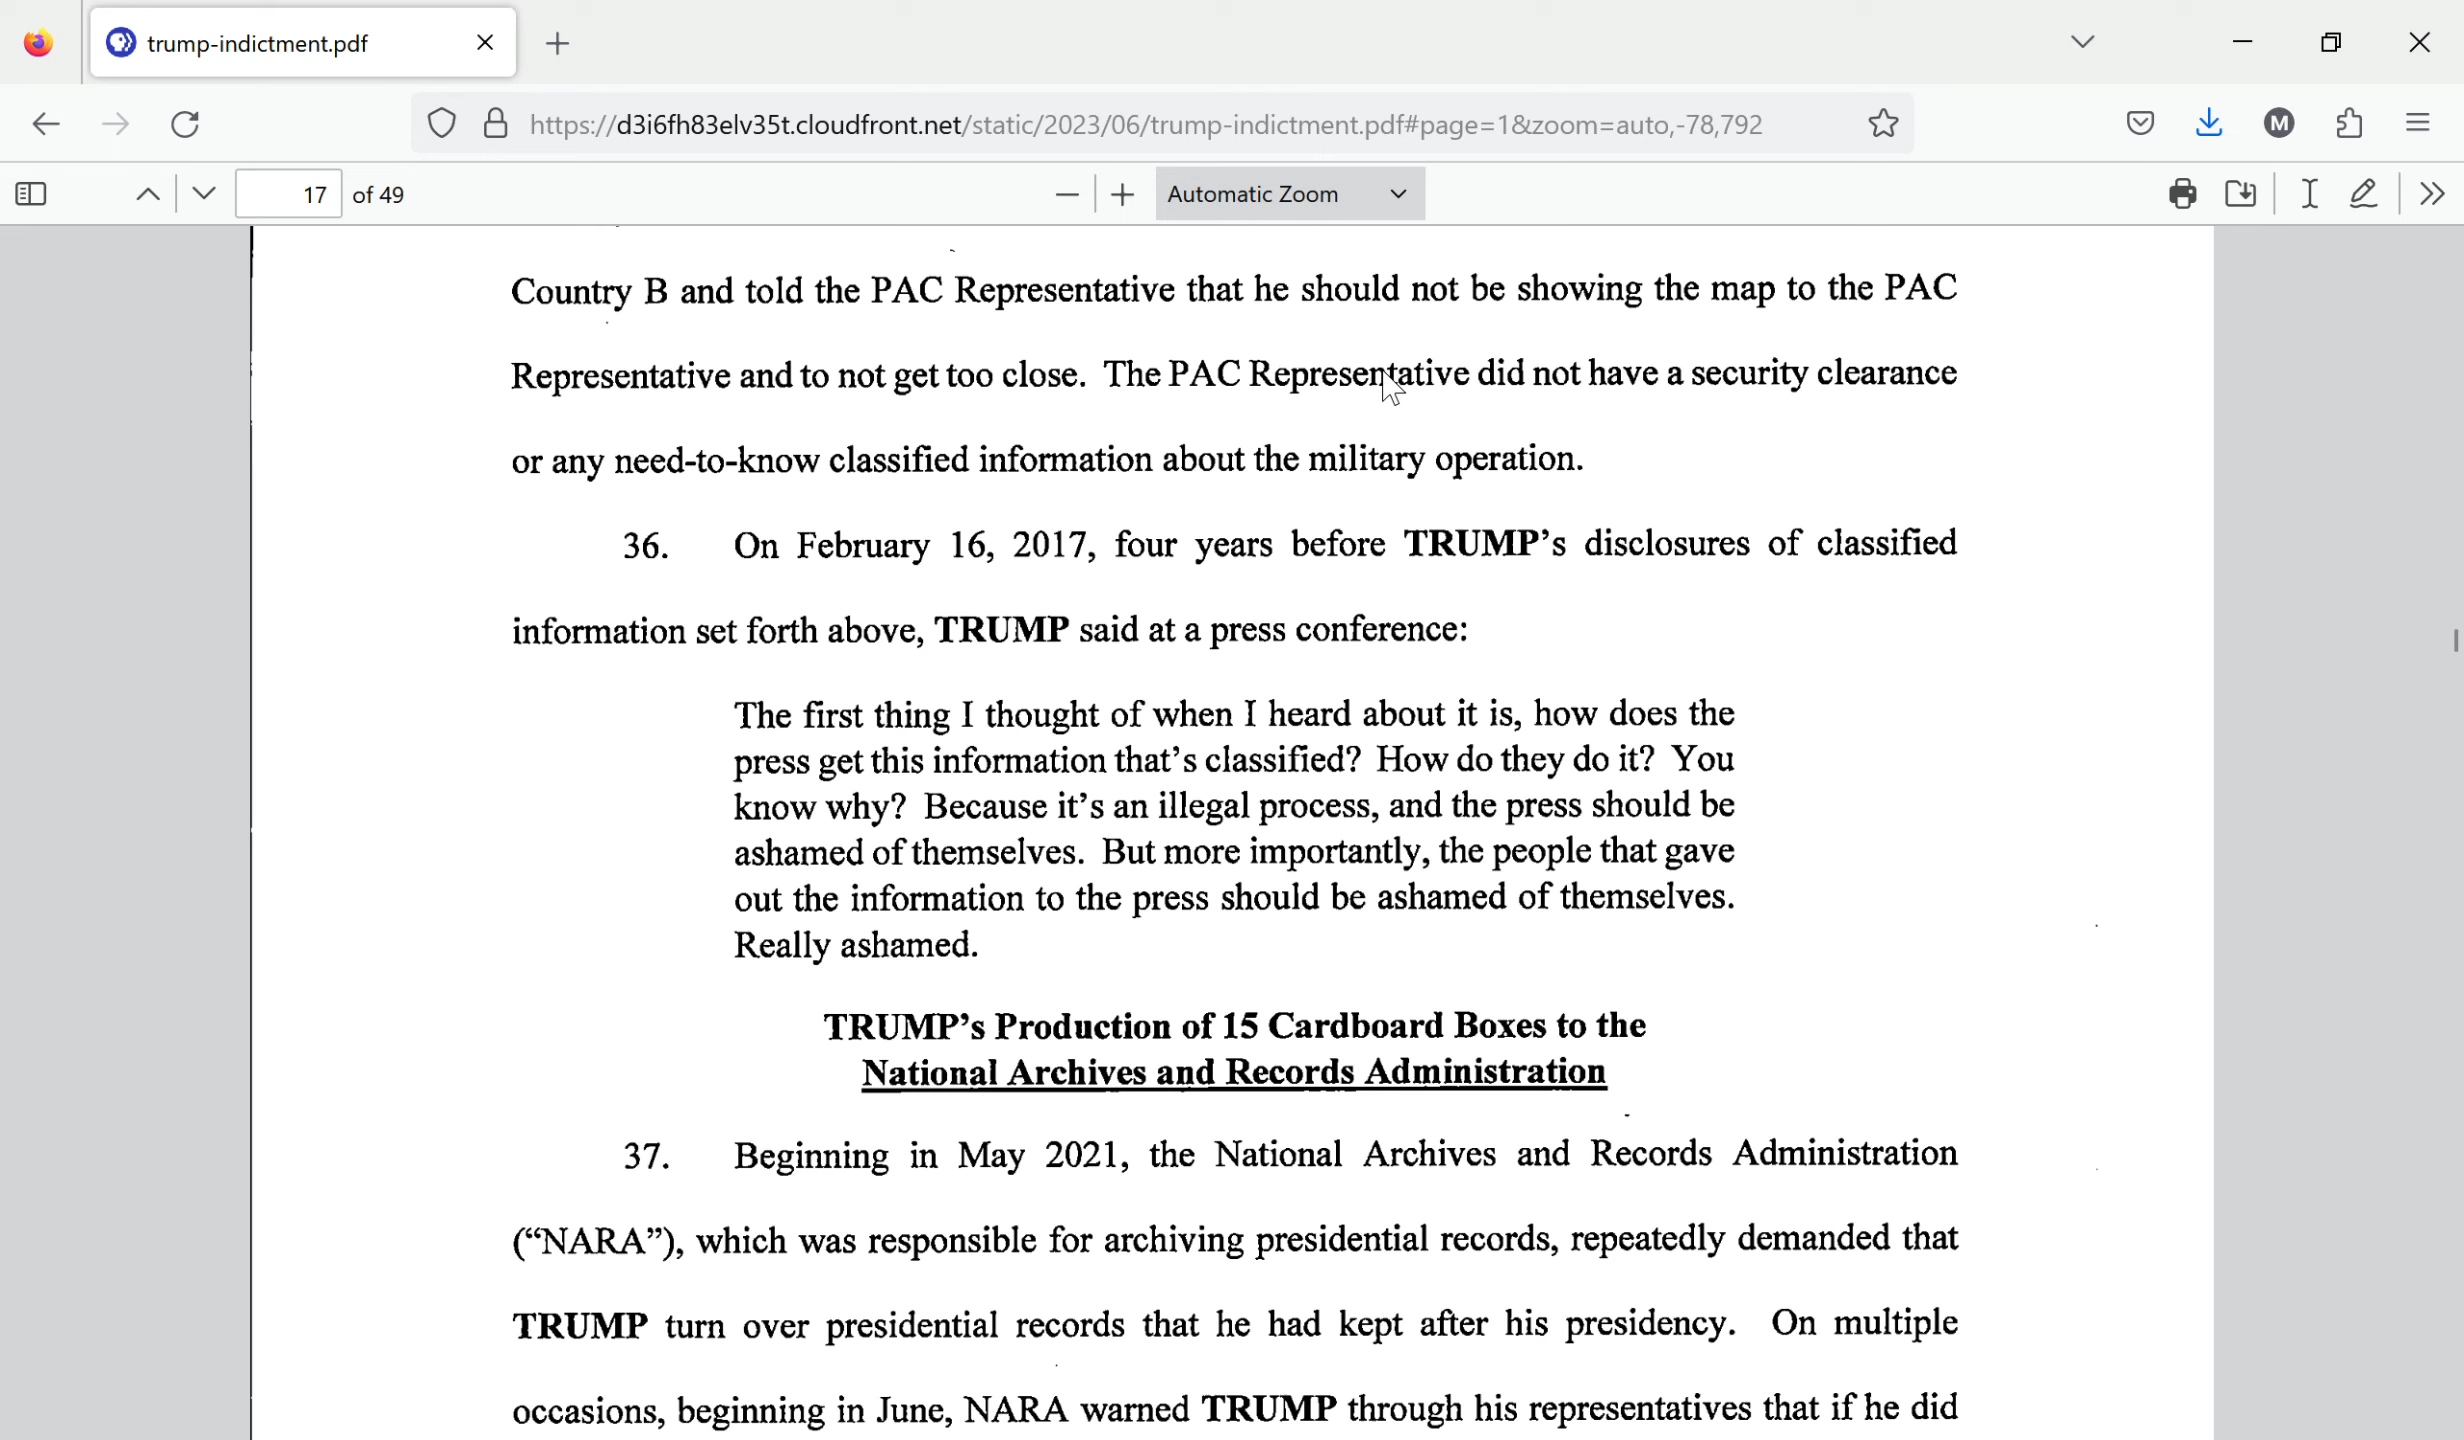 trump-indictment.pdf
https://d3i6fh83elv35t.cloudfront.net/static/2023/06/trump-indictment.pdf#page=1&zoom=auto,-78,792
M
17 of 49
Automatic Zoom
Country B and told the PAC Representative that he should not be showing the map to the PAC
Representative and to not get too close. The PAC Representative did not have a security clearance
or any need-to-know classified information about the military operation.
36. On February 16, 2017, four years before TRUMP’s disclosures of classified
information set forth above, TRUMP said at a press conference:
The first thing I thought of when I heard about it is, how does the
press get this information that’s classified? How do they do it? You
know why? Because it’s an illegal process, and the press should be
ashamed of themselves. But more importantly, the people that gave
out the information to the press should be ashamed of themselves.
Really ashamed.
TRUMP’s Production of 15 Cardboard Boxes to the
National Archives and Records Administration
37. Beginning in May 2021, the National Archives and Records Administration
(“NARA”), which was responsible for archiving presidential records, repeatedly demanded that
TRUMP turn over presidential records that he had kept after his presidency. On multiple
occasions, beginning in June, NARA warned TRUMP through his representatives that if he did